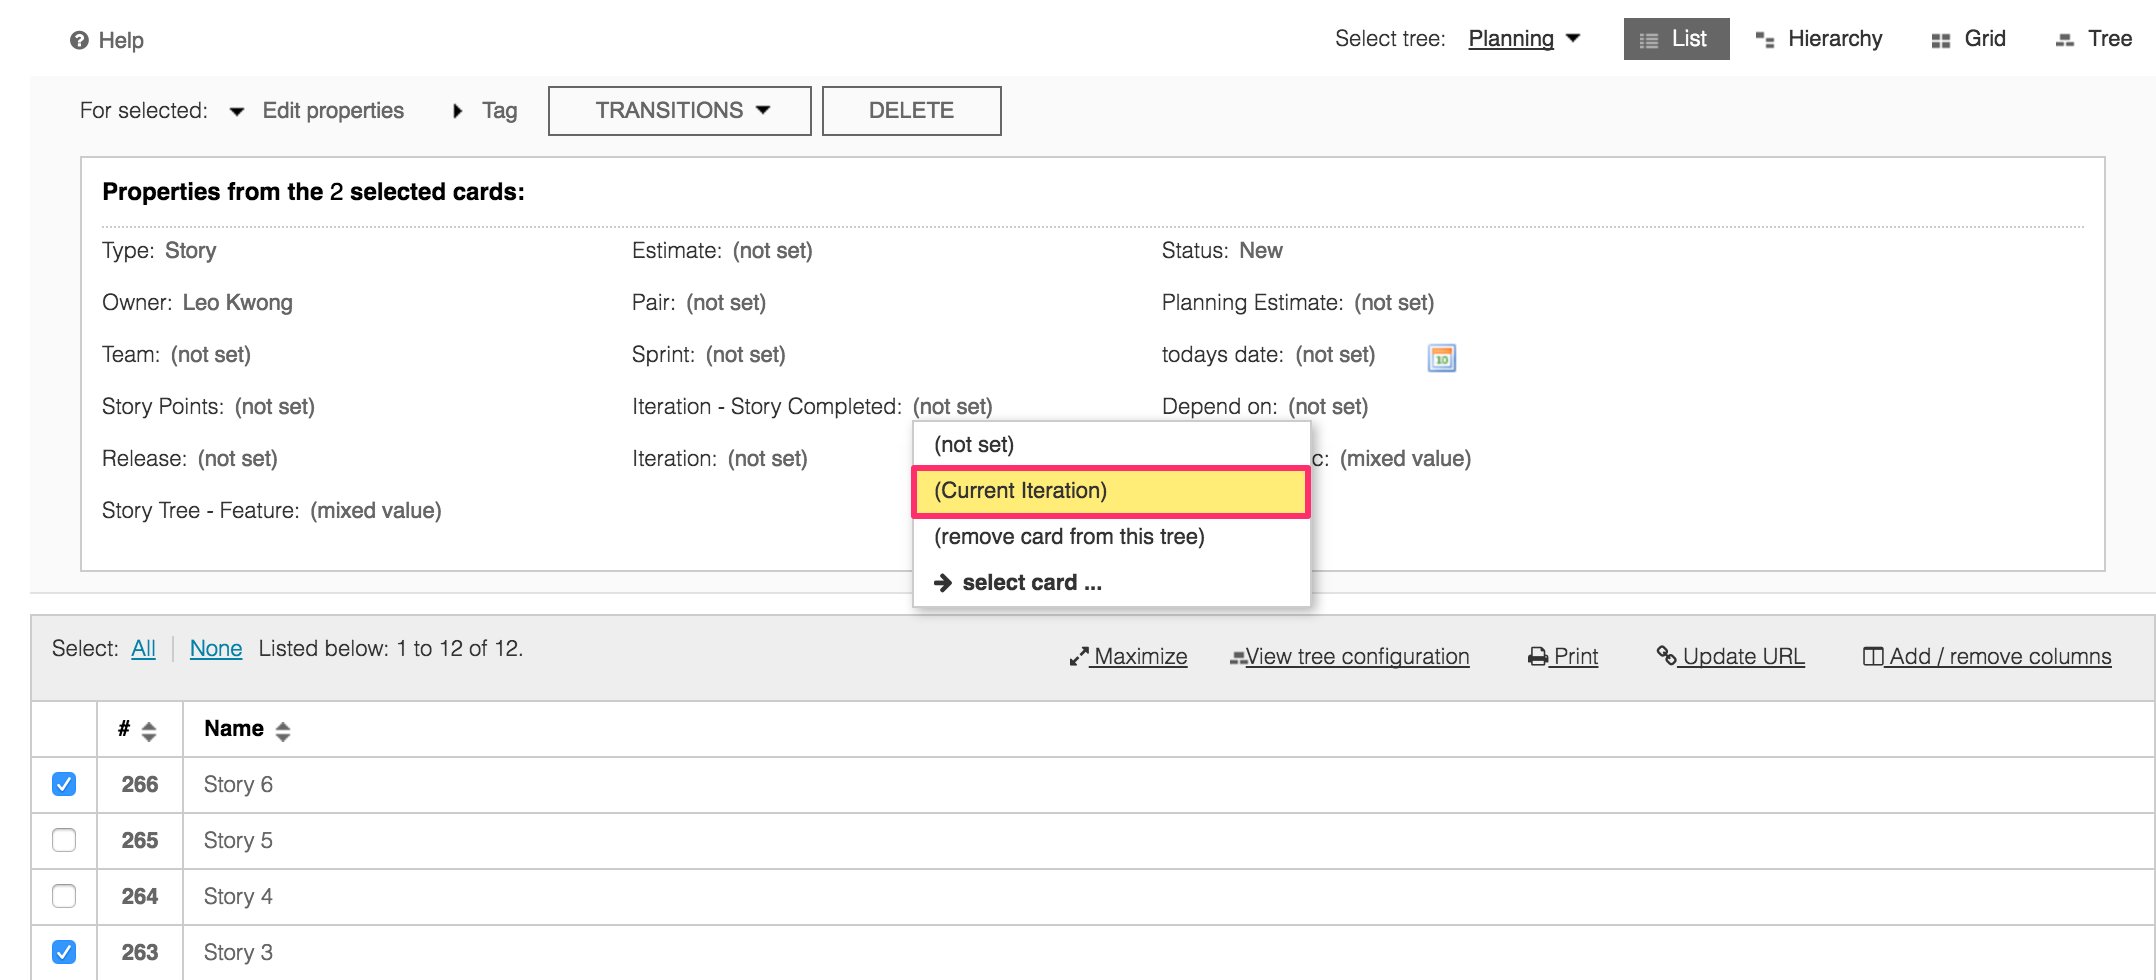 Help
Select tree: Planning List Hierarchy Grid Tree
For selected: Edit properties Tag TRANSITIONS DELETE
Properties from the 2 selected cards:
Type: Story Estimate: (not set) Status: New
Owner: Leo Kwong Pair: (not set) Planning Estimate: (not set)
Team: (not set) Sprint: (not set) todays date: (not set) 10
Story Points: (not set) Iteration - Story Completed: (not set) Depend on: (not set)
Release: (not set) Iteration: (not set) c: (mixed value)
Story Tree - Feature: (mixed value)
(not set)
(Current Iteration)
(remove card from this tree)
select card ...
Select: All None Listed below: 1 to 12 of 12.
Maximize View tree configuration Print Update URL Add / remove columns
# Name
266 Story 6
265 Story 5
264 Story 4
263 Story 3